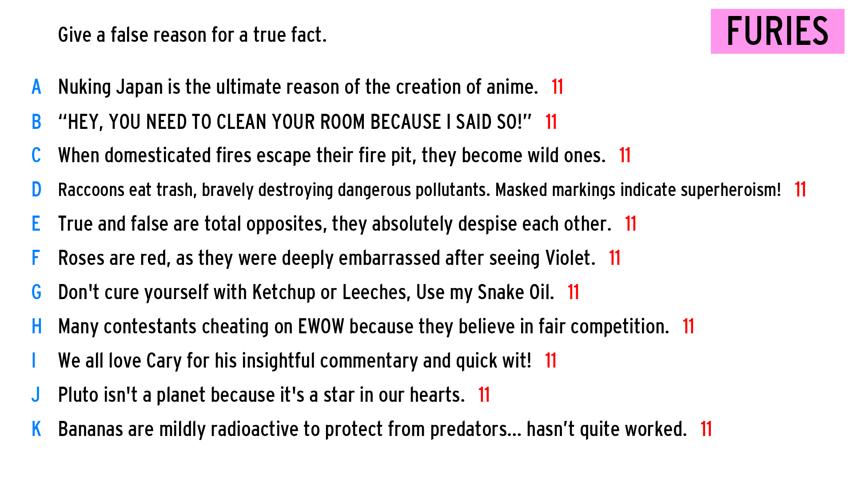 Give a false reason for a true fact.
FURIES
A Nuking Japan is the ultimate reason of the creation of anime. 11
B “HEY, YOU NEED TO CLEAN YOUR ROOM BECAUSE I SAID SO!” 11
C When domesticated fires escape their fire pit, they become wild ones. 11
D Raccoons eat trash, bravely destroying dangerous pollutants. Masked markings indicate superheroism! 11
E True and false are total opposites, they absolutely despise each other. 11
F Roses are red, as they were deeply embarrassed after seeing Violet. 11
G Don't cure yourself with Ketchup or Leeches, Use my Snake Oil. 11
H Many contestants cheating on EWOW because they believe in fair competition. 11
I We all love Cary for his insightful commentary and quick wit! 11
J Pluto isn't a planet because it's a star in our hearts. 11
K Bananas are mildly radioactive to protect from predators... hasn’t quite worked. 11